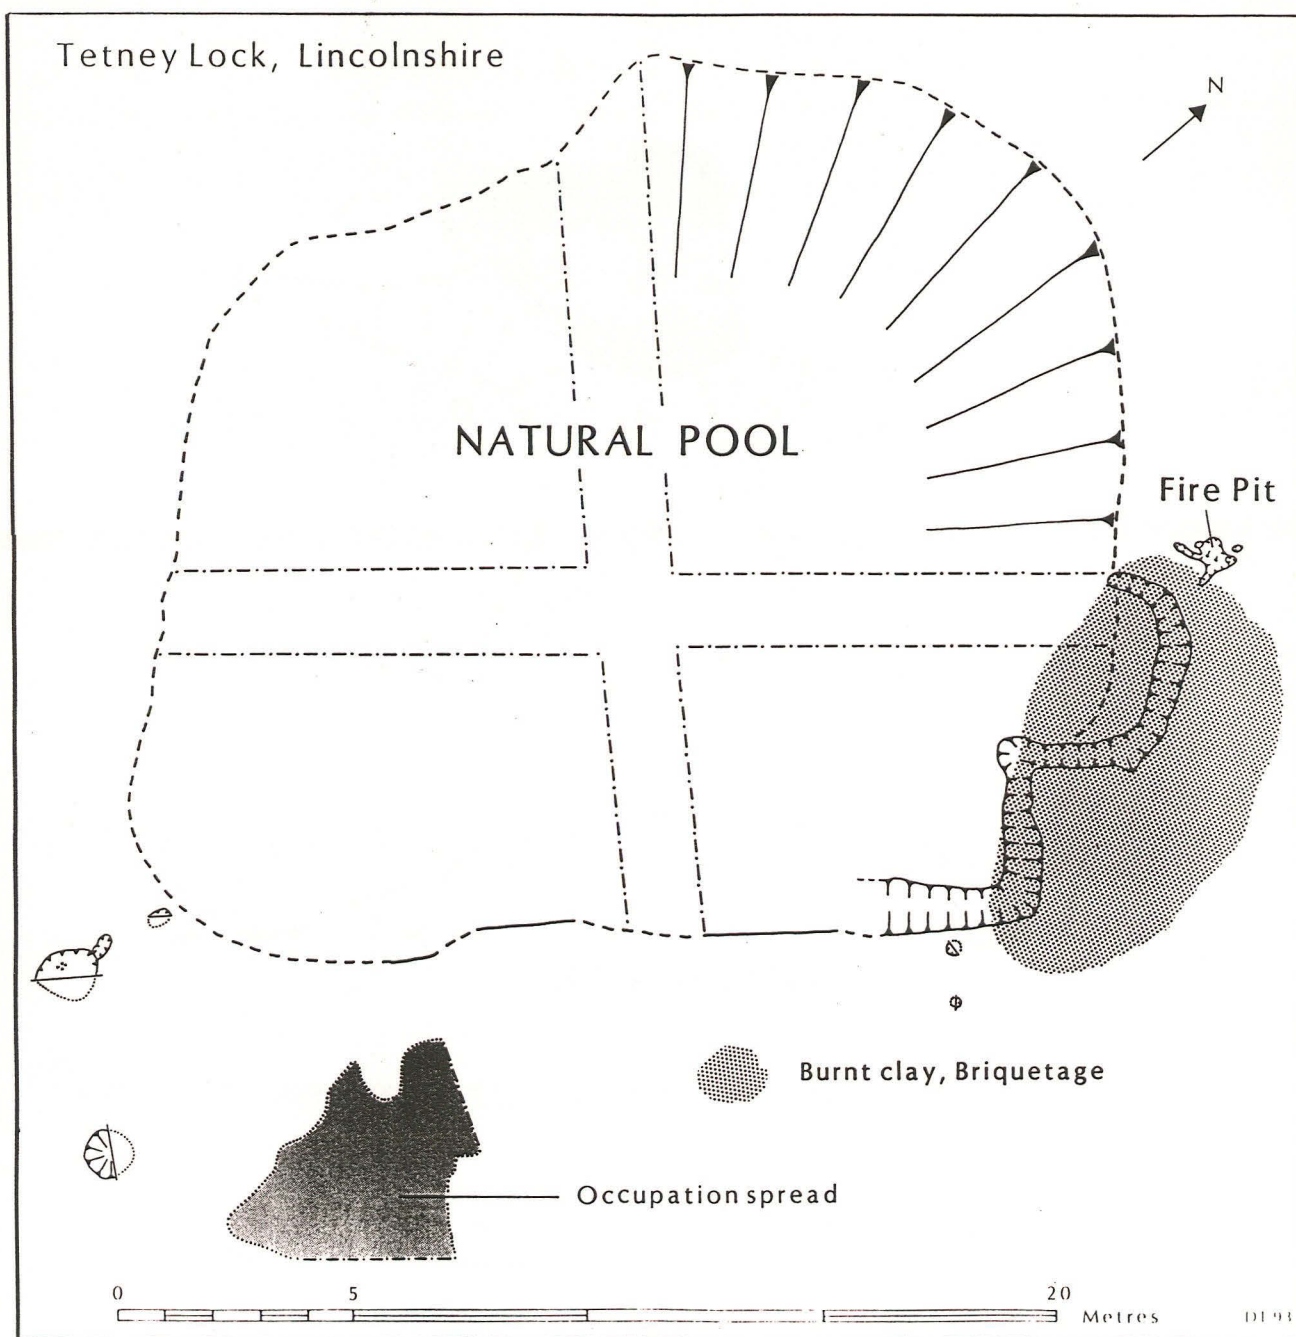 Tetney Lock, Lincolnshire
N
NATURAL POOL
Fire Pit
Burnt clay, Briquetage
Occupation spread
0 5 20
Metres